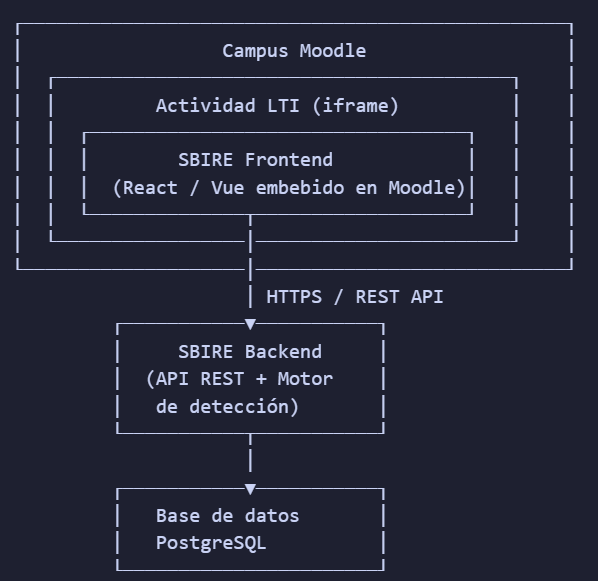 Campus Moodle
Actividad LTI (iframe)
SBIRE Frontend
(React / Vue embebido en Moodle)
HTTPS / REST API
SBIRE Backend
(API REST + Motor
de detección)
Base de datos
PostgreSQL